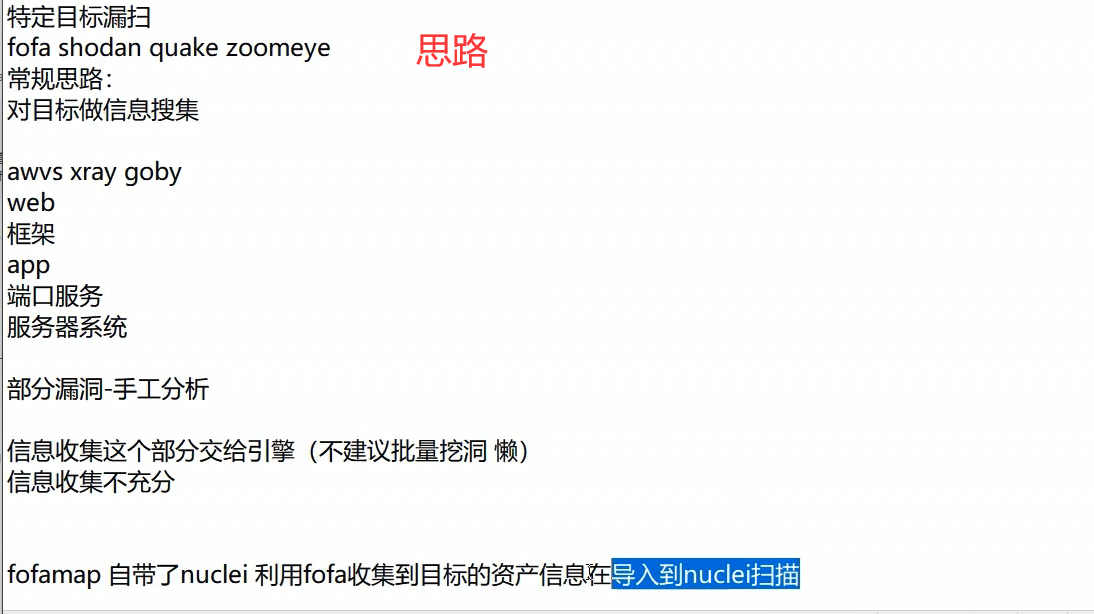 特定目标漏扫
fofa shodan quake zoomeye
思路
常规思路：
对目标做信息搜集
awvs xray goby
web
框架
app
端口服务
服务器系统
部分漏洞-手工分析
信息收集这个部分交给引擎（不建议批量挖洞 懒）
信息收集不充分
fofamap 自带了nuclei 利用fofa收集到目标的资产信息在导入到nuclei扫描